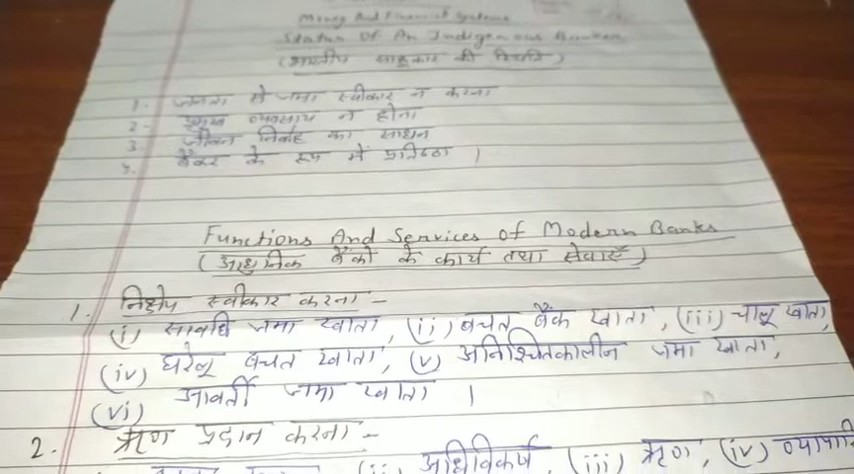 Money And Financial Systems
Status Of An Indigenous Banker
(भारतीय साहूकार की स्थिति)
1. जनता से जमा स्वीकार न करना
2- मुख्य व्यवसाय न होना
3 जीवन निर्वाह का साधन
4. बैंकर के रूप में प्रतिष्ठा ।
Functions And Services of Modern Banks
(आधुनिक बैंकों के कार्य तथा सेवाएँ)
1. निक्षेप स्वीकार करना –
(i) सावधि जमा खाता, (ii) बचत बैंक खाता, (iii) चालू खाता,
(iv) घरेलू बचत खाता, (v) अनिश्चितकालीन जमा खाता,
(vi) आवर्ती जमा खाता ।
2. ऋण प्रदान करना –
(ii) अधिविकर्ष, (iii) ऋण, (iv)